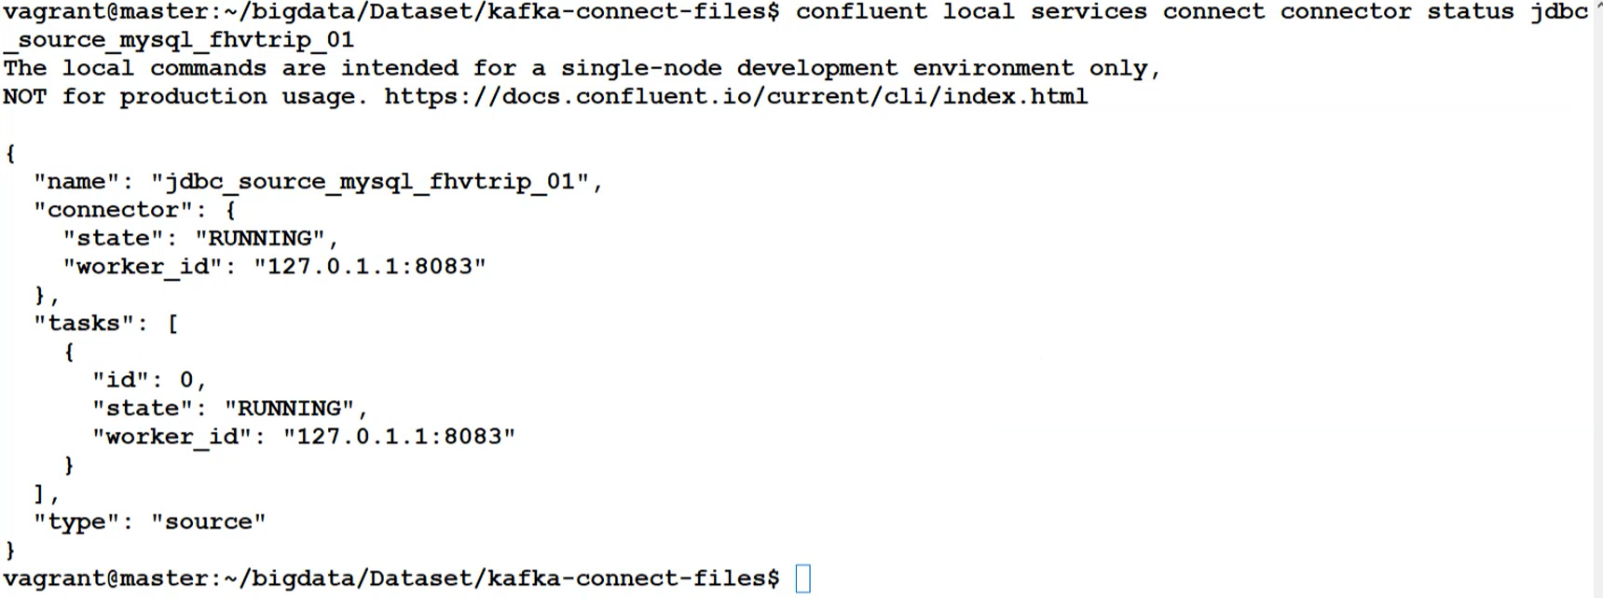 vagrant@master:~/bigdata/Dataset/kafka-connect-files$ confluent local services connect connector status jdbc
_source_mysql_fhvtrip_01
The local commands are intended for a single-node development environment only,
NOT for production usage. https://docs.confluent.io/current/cli/index.html
{
"name": "jdbc_source_mysql_fhvtrip_01",
"connector": {
"state": "RUNNING",
"worker_id": "127.0.1.1:8083"
},
"tasks": [
{
"id": 0,
"state": "RUNNING",
"worker_id": "127.0.1.1:8083"
}
],
"type": "source"
}
vagrant@master:~/bigdata/Dataset/kafka-connect-files$